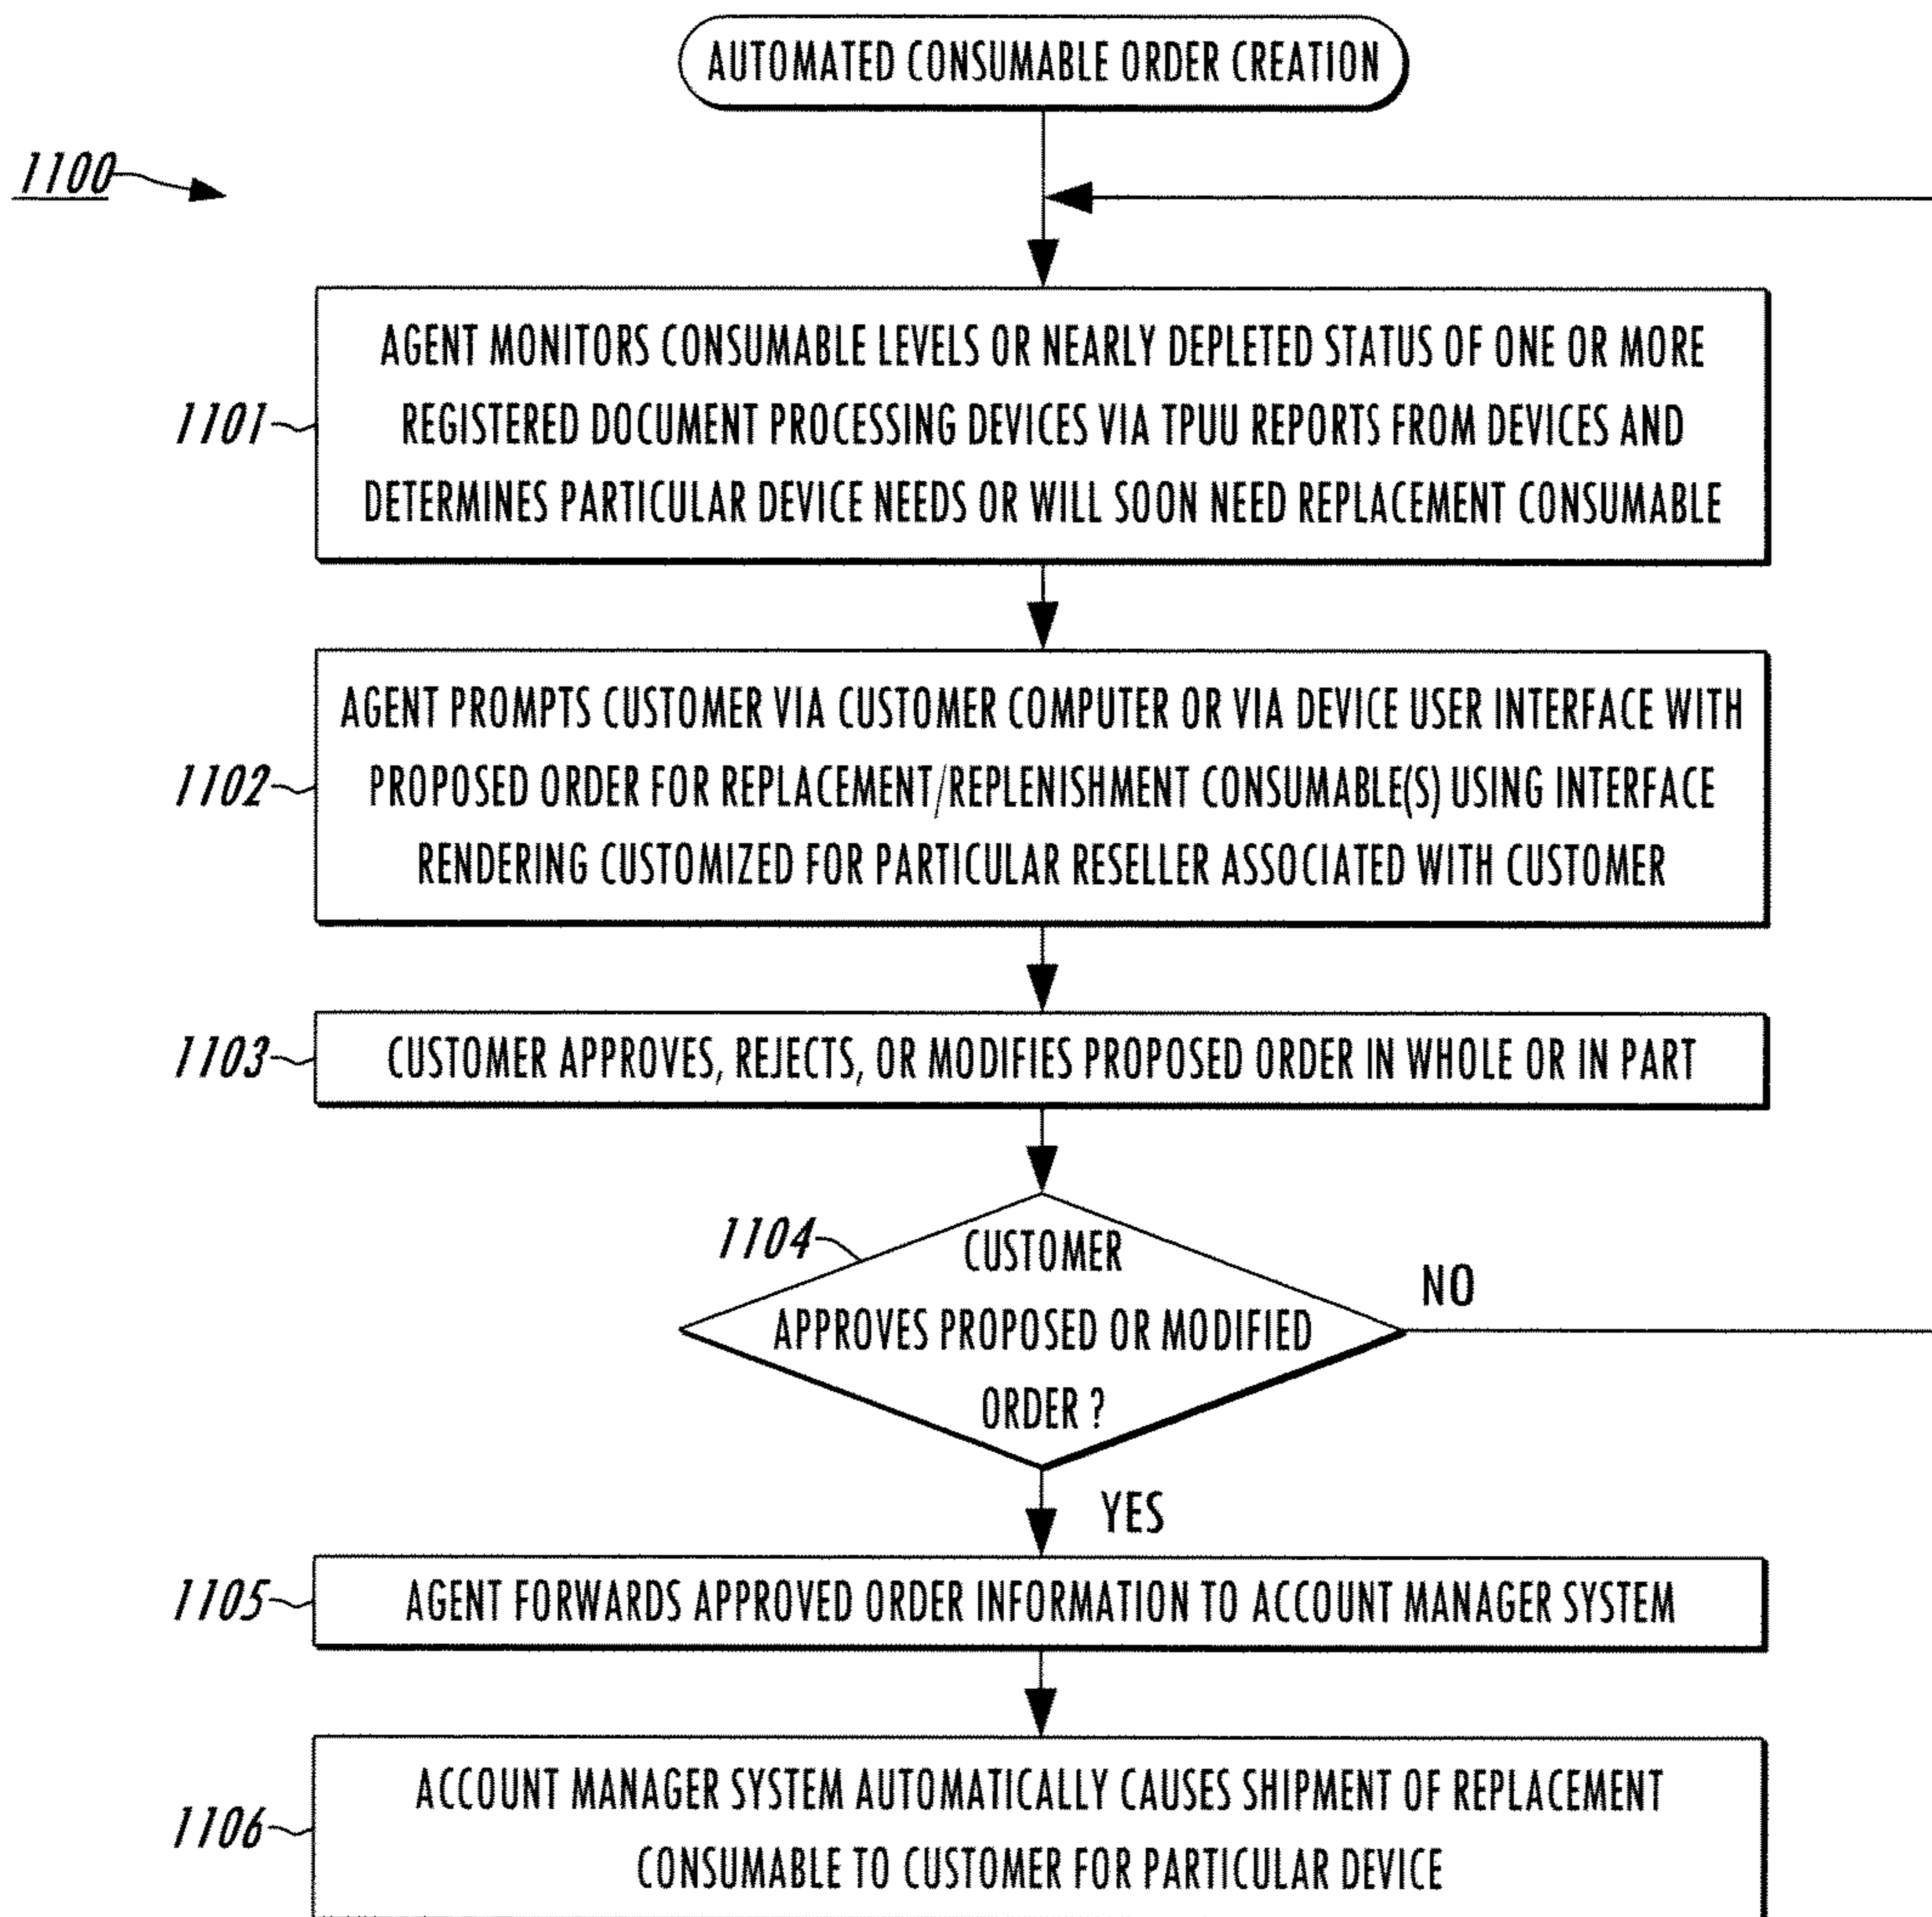 AUTOMATED CONSUMABLE ORDER CREATION
1100
AGENT MONITORS CONSUMABLE LEVELS OR NEARLY DEPLETED STATUS OF ONE OR MORE
1101
REGISTERED DOCUMENT PROCESSING DEVICES VIA TPUU REPORTS FROM DEVICES AND
DETERMINES PARTICULAR DEVICE NEEDS OR WILL SOON NEED REPLACEMENT CONSUMABLE
AGENT PROMPTS CUSTOMER VIA CUSTOMER COMPUTER OR VIA DEVICE USER INTERFACE WITH
1102
PROPOSED ORDER FOR REPLACEMENT/REPLENISHMENT CONSUMABLE(S) USING INTERFACE
RENDERING CUSTOMIZED FOR PARTICULAR RESELLER ASSOCIATED WITH CUSTOMER
1103
CUSTOMER APPROVES, REJECTS, OR MODIFIES PROPOSED ORDER IN WHOLE OR IN PART
1104
CUSTOMER
APPROVES PROPOSED OR MODIFIED
ORDER ?
NO
YES
1105
AGENT FORWARDS APPROVED ORDER INFORMATION TO ACCOUNT MANAGER SYSTEM
1106
ACCOUNT MANAGER SYSTEM AUTOMATICALLY CAUSES SHIPMENT OF REPLACEMENT
CONSUMABLE TO CUSTOMER FOR PARTICULAR DEVICE